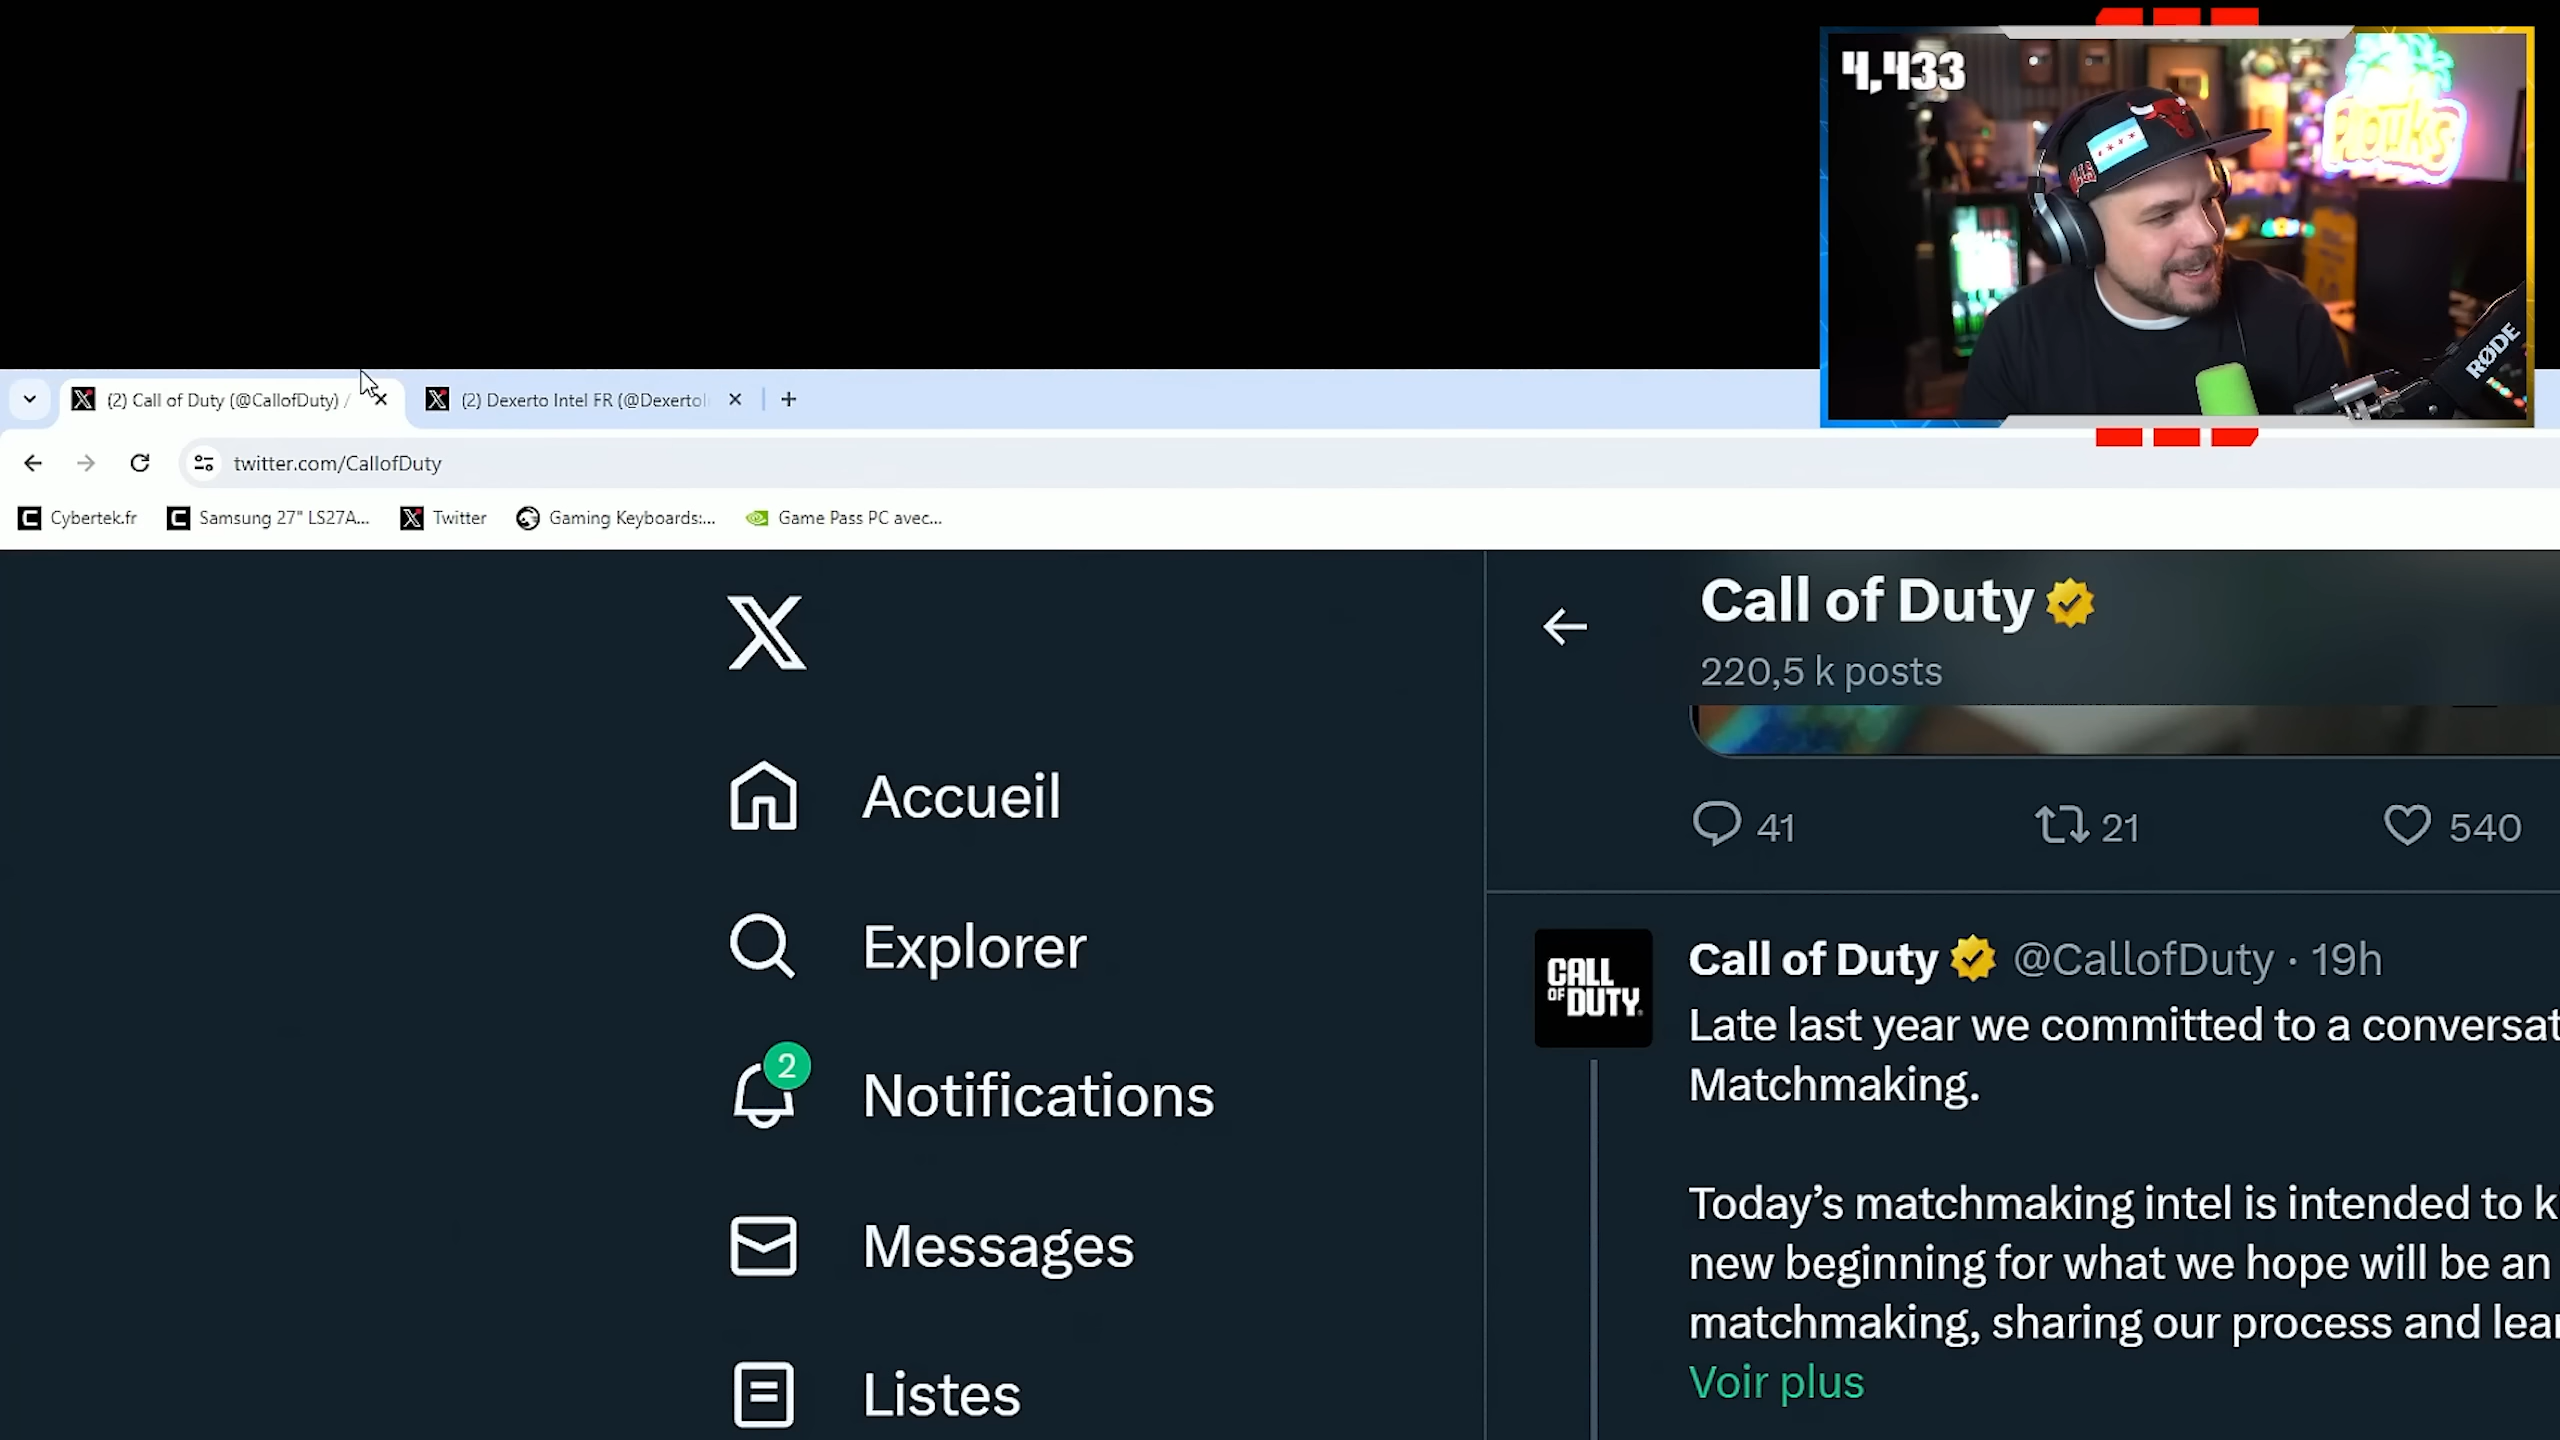 4,433
RØDE
(2) Call of Duty (@CallofDuty) /
(2) Dexerto Intel FR (@Dexertol
twitter.com/CallofDuty
Cybertek.fr
Samsung 27" LS27A...
Twitter
Gaming Keyboards:...
Game Pass PC avec...
Call of Duty
220,5 k posts
Accueil
Explorer
2
Notifications
Messages
Listes
41
21
540
CALL
OF DUTY
Call of Duty @CallofDuty · 19h
Late last year we committed to a conversat
Matchmaking.
Today’s matchmaking intel is intended to k
new beginning for what we hope will be an
matchmaking, sharing our process and lear
Voir plus